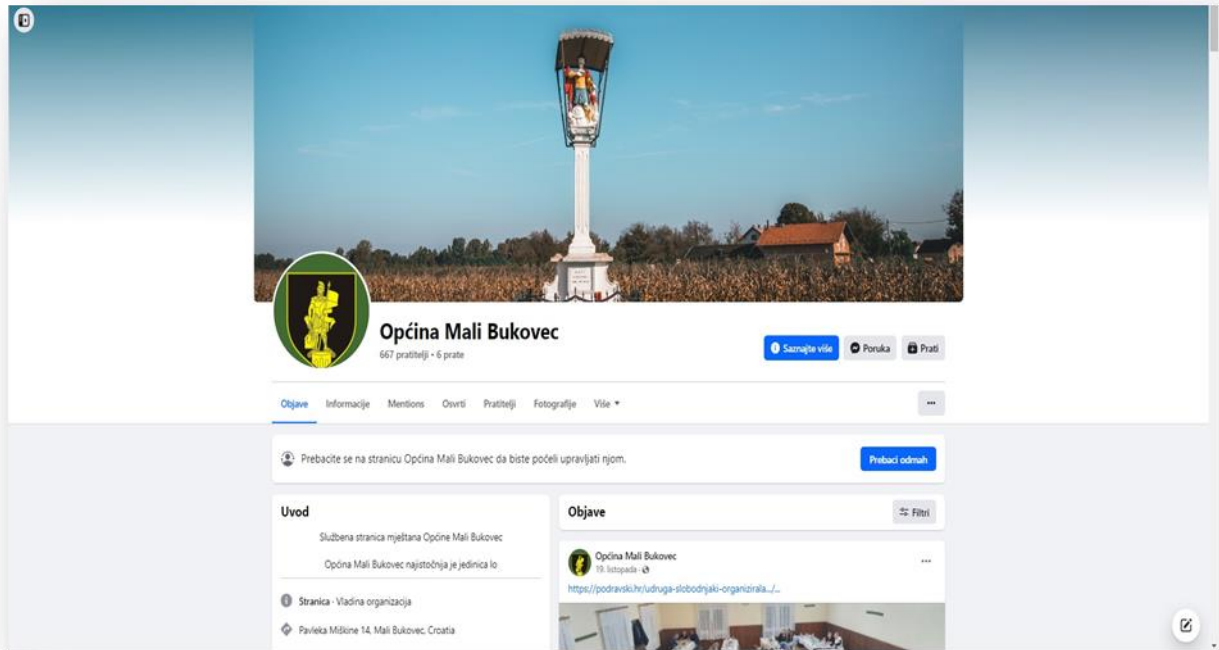 Općina Mali Bukovec
667 pratitelji • 6 prate
Saznajte više
Poruka
Prati
Objave Informacije Mentions Osvrti Pratitelji Fotografije Više
Prebacite se na stranicu Općina Mali Bukovec da biste počeli upravljati njom.
Prebaci odmah
Uvod
Službena stranica mještana Općine Mali Bukovec
Općina Mali Bukovec najistočnija je jedinica lo
Stranica · Vladina organizacija
Pavleka Miškine 14, Mali Bukovec, Croatia
Objave
Filtri
Općina Mali Bukovec
19. listopada ·
https://podravski.hr/udruga-slobodnjaki-organizirala.../...